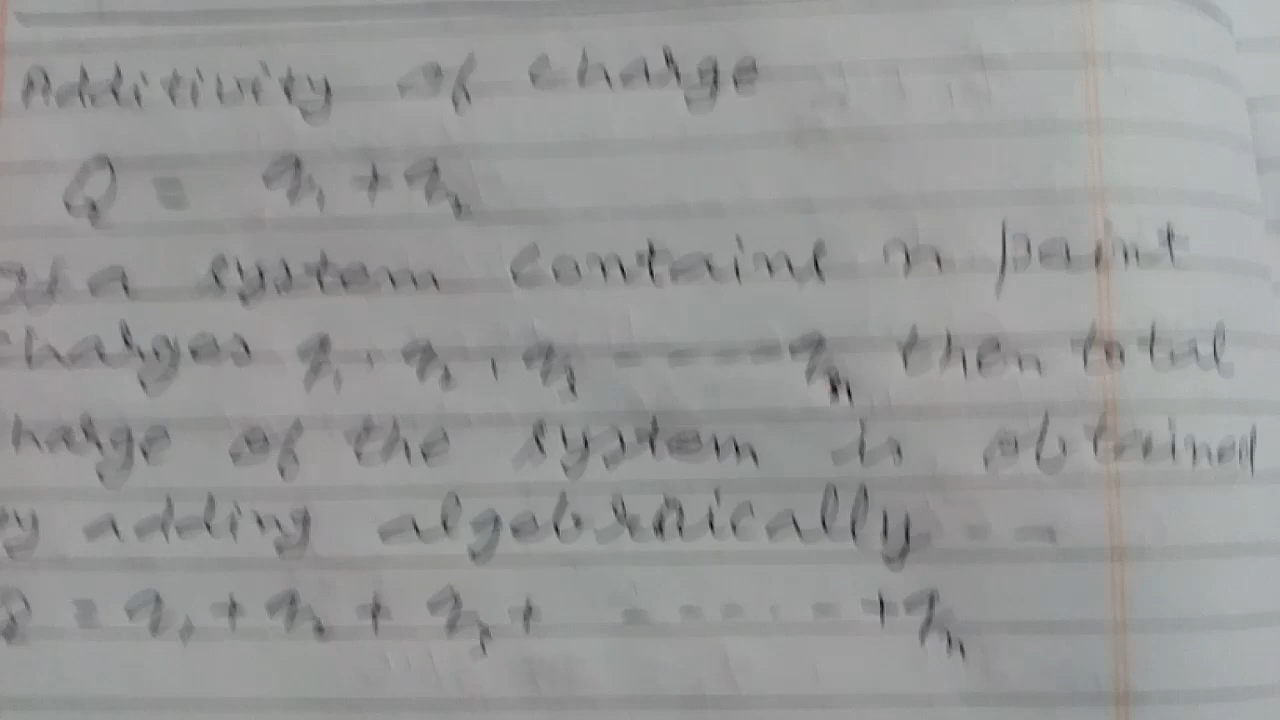 Additivity of charge
Q = q₁ + q₂
If a system contains n point
charges q₁, q₂, q₃ ----- qₙ then total
harge of the system is obtained
by adding algebraically --
Q = q₁ + q₂ + q₃ + ------ + qₙ